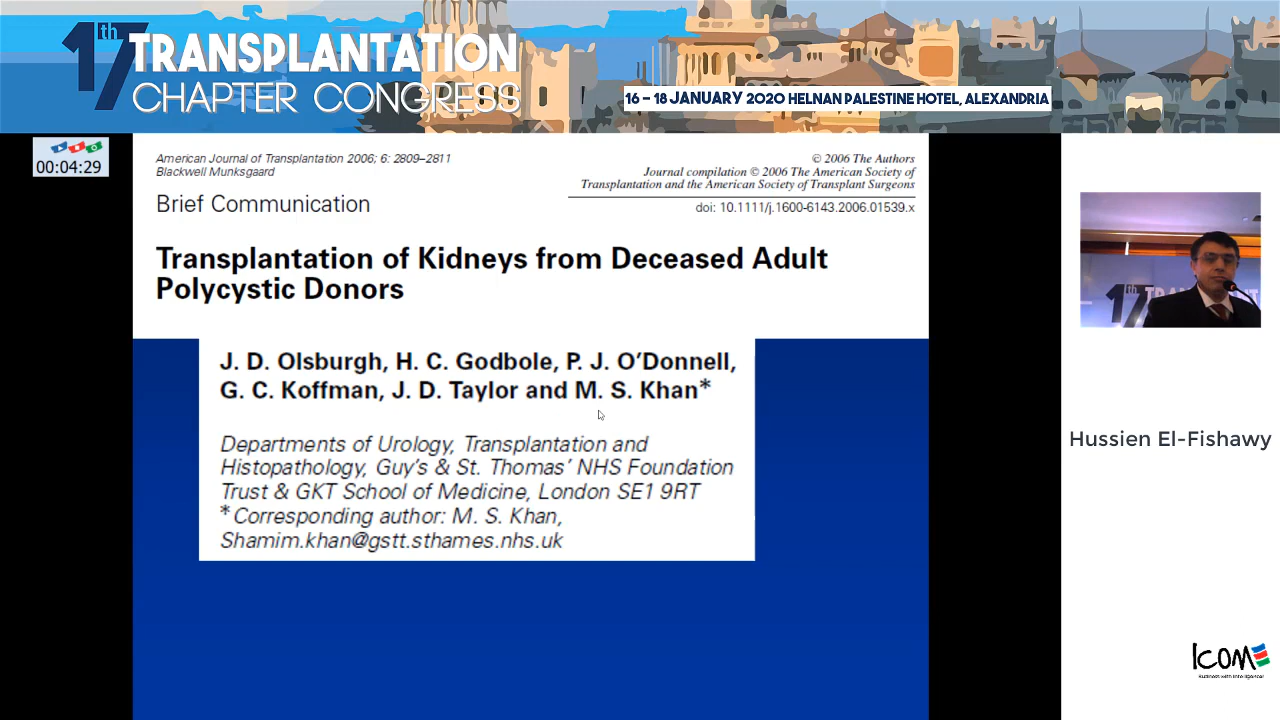 17th TRANSPLANTATION
CHAPTER CONGRESS
16 – 18 JANUARY 2020 HELNAN PALESTINE HOTEL, ALEXANDRIA
00:04:29
American Journal of Transplantation 2006; 6: 2809–2811
Blackwell Munksgaard
© 2006 The Authors
Journal compilation © 2006 The American Society of
Transplantation and the American Society of Transplant Surgeons
Brief Communication
doi: 10.1111/j.1600-6143.2006.01539.x
Transplantation of Kidneys from Deceased Adult
Polycystic Donors
J. D. Olsburgh, H. C. Godbole, P. J. O’Donnell,
G. C. Koffman, J. D. Taylor and M. S. Khan*
Departments of Urology, Transplantation and
Histopathology, Guy’s & St. Thomas’ NHS Foundation
Trust & GKT School of Medicine, London SE1 9RT
*Corresponding author: M. S. Khan,
Shamim.khan@gstt.sthames.nhs.uk
17th TRANSPLANT
Hussien El-Fishawy
ICOM